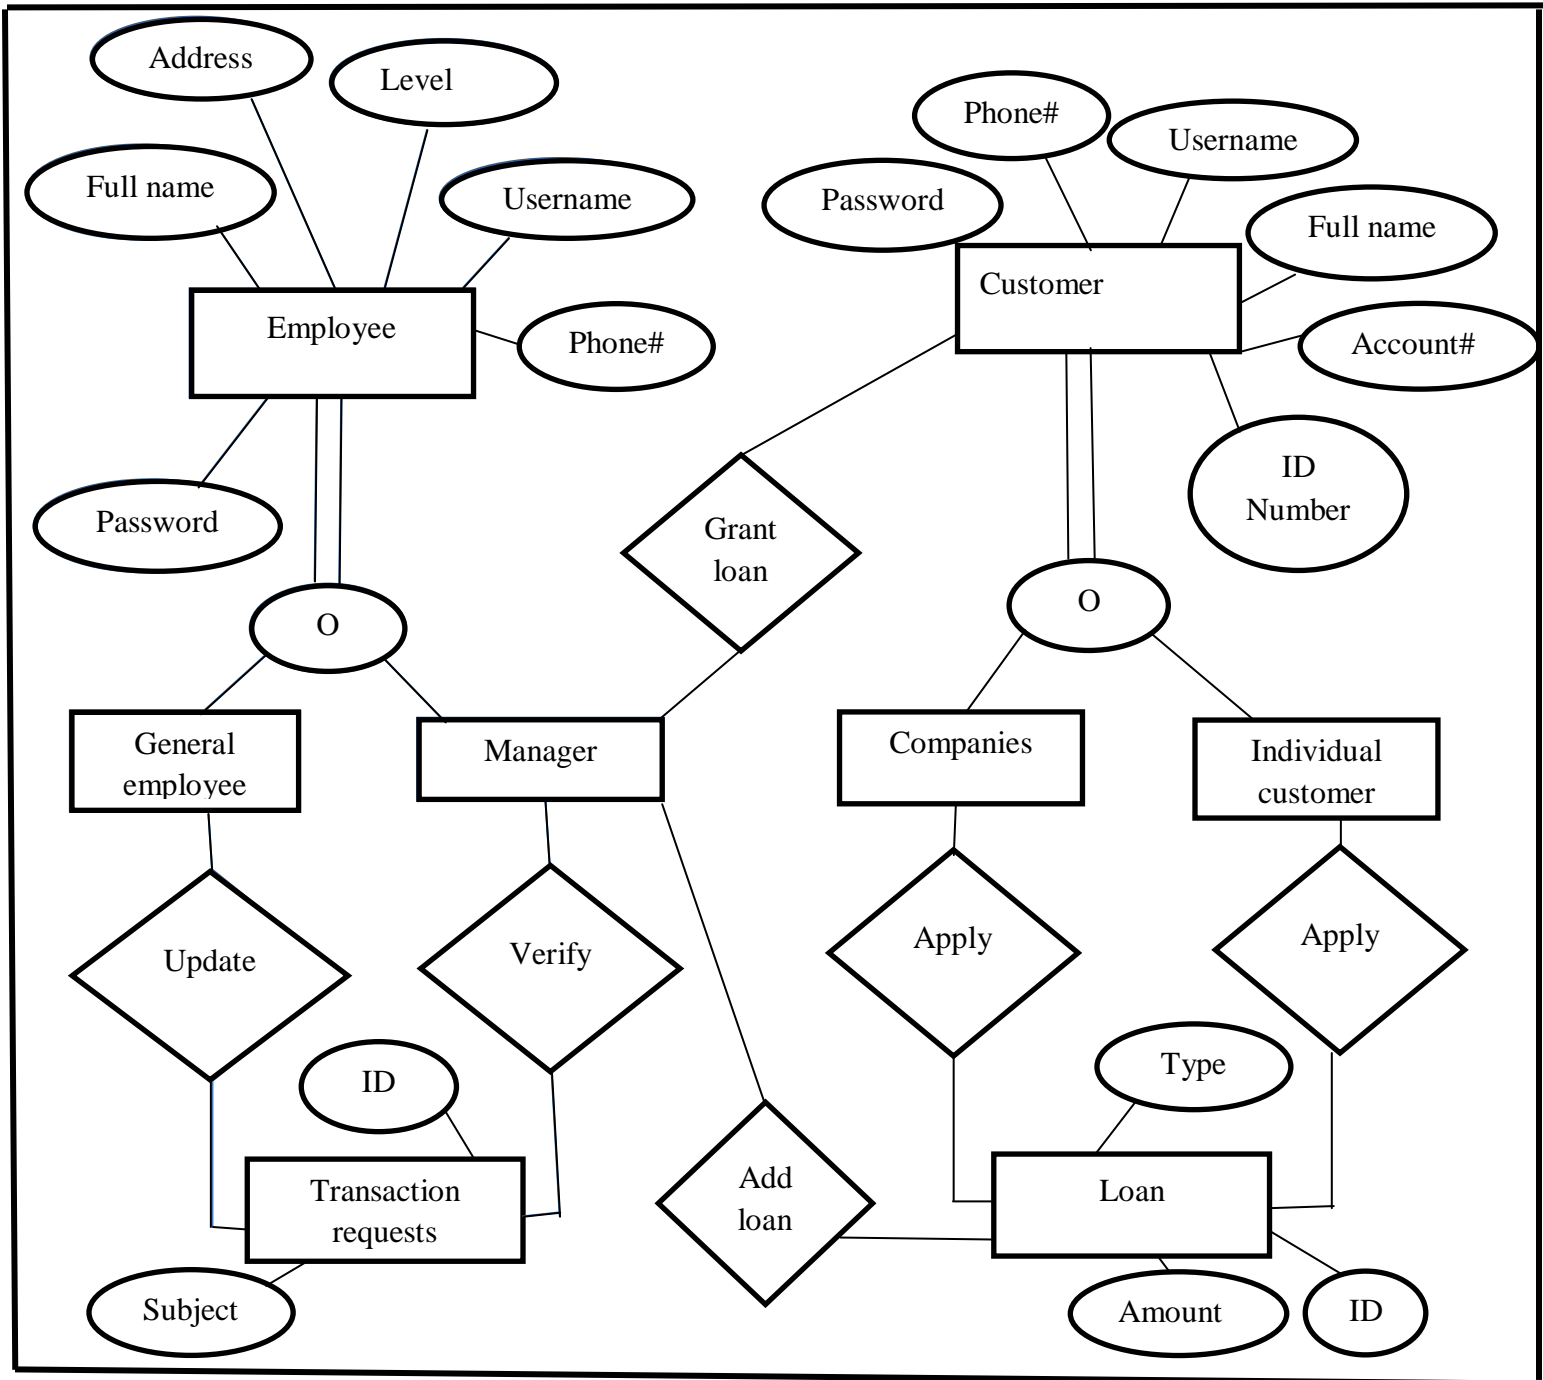 Address
Level
Full name
Username
Employee
Phone#
Password
O
General
employee
Manager
Update
Verify
ID
Transaction
requests
Subject
Phone#
Username
Password
Full name
Customer
Account#
ID
Number
Grant
loan
O
Companies
Individual
customer
Apply
Apply
Type
Add
loan
Loan
Amount
ID